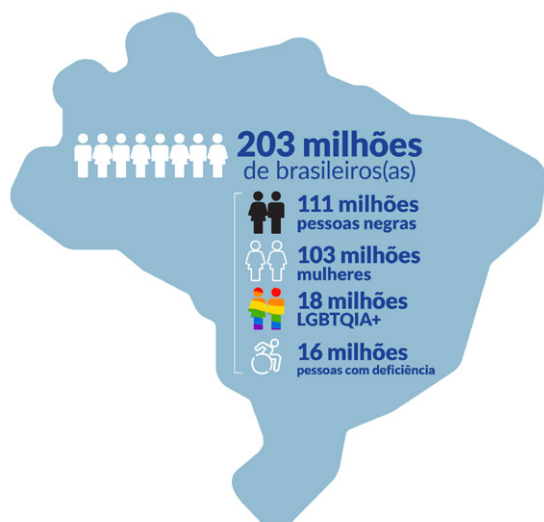 203 milhões
de brasileiros(as)
111 milhões
pessoas negras
103 milhões
mulheres
18 milhões
LGBTQIA+
16 milhões
pessoas com deficiência